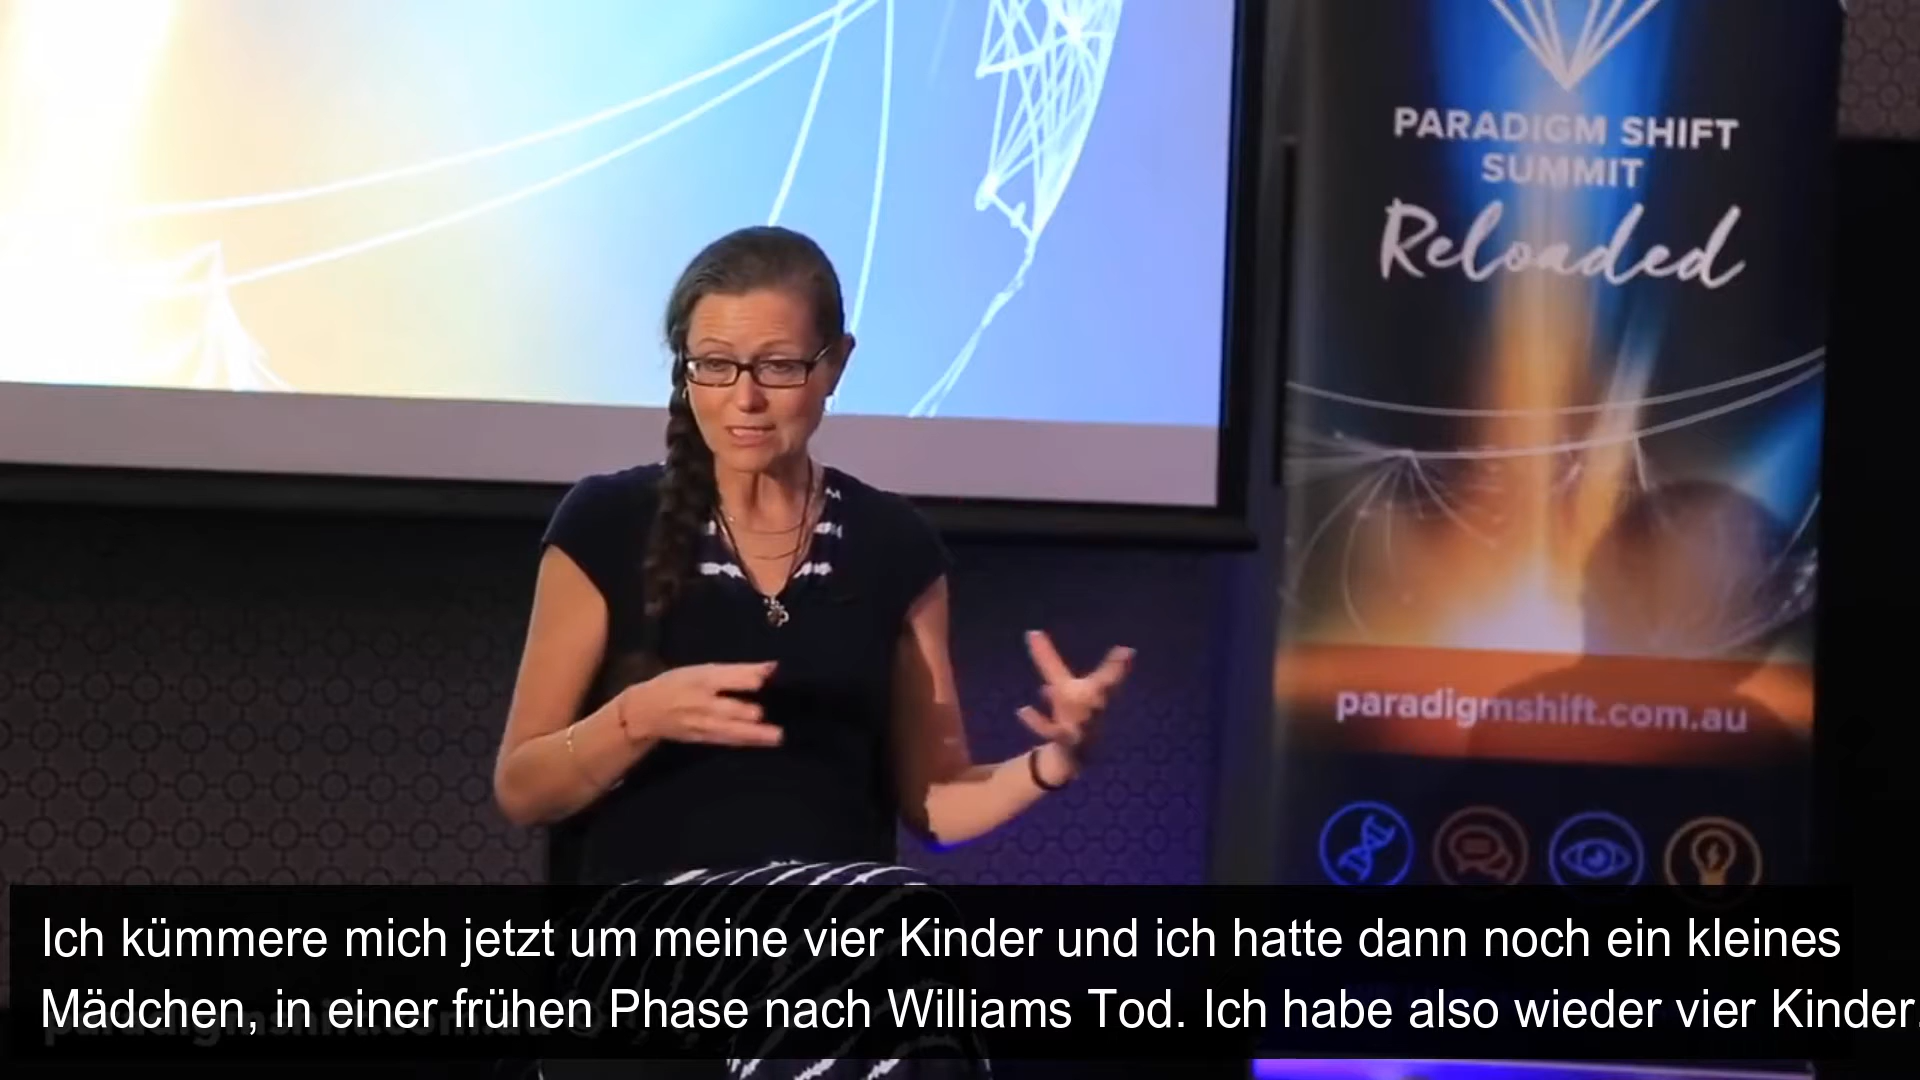 PARADIGM SHIFT
SUMMIT
Reloaded
paradigmshift.com.au
Ich kümmere mich jetzt um meine vier Kinder und ich hatte dann noch ein kleines
Mädchen, in einer frühen Phase nach Williams Tod. Ich habe also wieder vier Kinder.